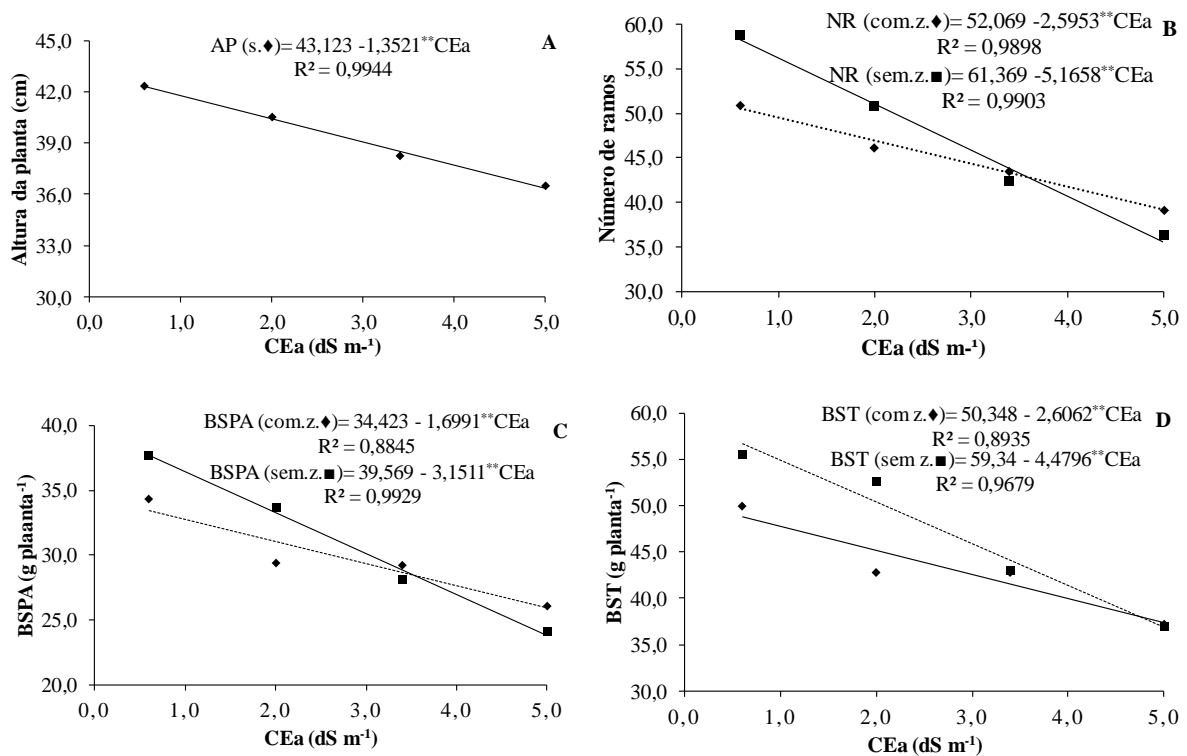 A
AP (s.♦)= 43,123 -1,3521**CEa
R² = 0,9944
45,0
42,0
39,0
36,0
33,0
30,0
Altura da planta (cm)
0,0 1,0 2,0 3,0 4,0 5,0
CEa (dS m-¹)
B
NR (com.z.♦)= 52,069 -2,5953**CEa
R² = 0,9898
NR (sem.z.■)= 61,369 -5,1658**CEa
R² = 0,9903
60,0
55,0
50,0
45,0
40,0
35,0
30,0
Número de ramos
0,0 1,0 2,0 3,0 4,0 5,0
CEa (dS m-¹)
C
BSPA (com.z.♦)= 34,423 - 1,6991**CEa
R² = 0,8845
BSPA (sem.z.■)= 39,569 - 3,1511**CEa
R² = 0,9929
40,0
35,0
30,0
25,0
20,0
BSPA (g plaanta-¹)
0,0 1,0 2,0 3,0 4,0 5,0
CEa (dS m-¹)
D
BST (com z.♦)= 50,348 - 2,6062**CEa
R² = 0,8935
BST (sem z.■)= 59,34 - 4,4796**CEa
R² = 0,9679
60,0
55,0
50,0
45,0
40,0
35,0
30,0
BST (g planta-¹)
0,0 1,0 2,0 3,0 4,0 5,0
CEa (dS m-¹)